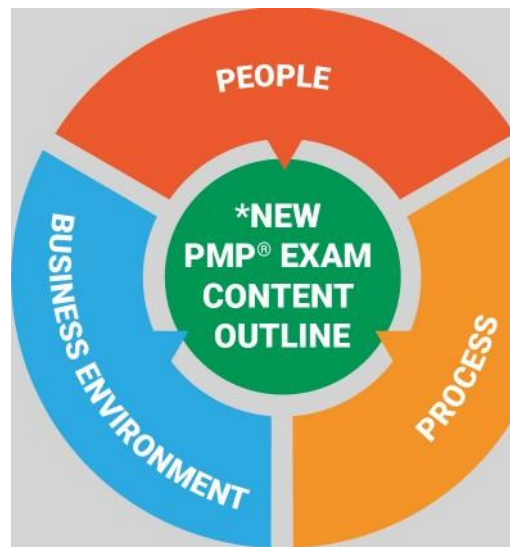 PEOPLE
*NEW
PMP® EXAM
CONTENT
OUTLINE
BUSINESS ENVIRONMENT
PROCESS